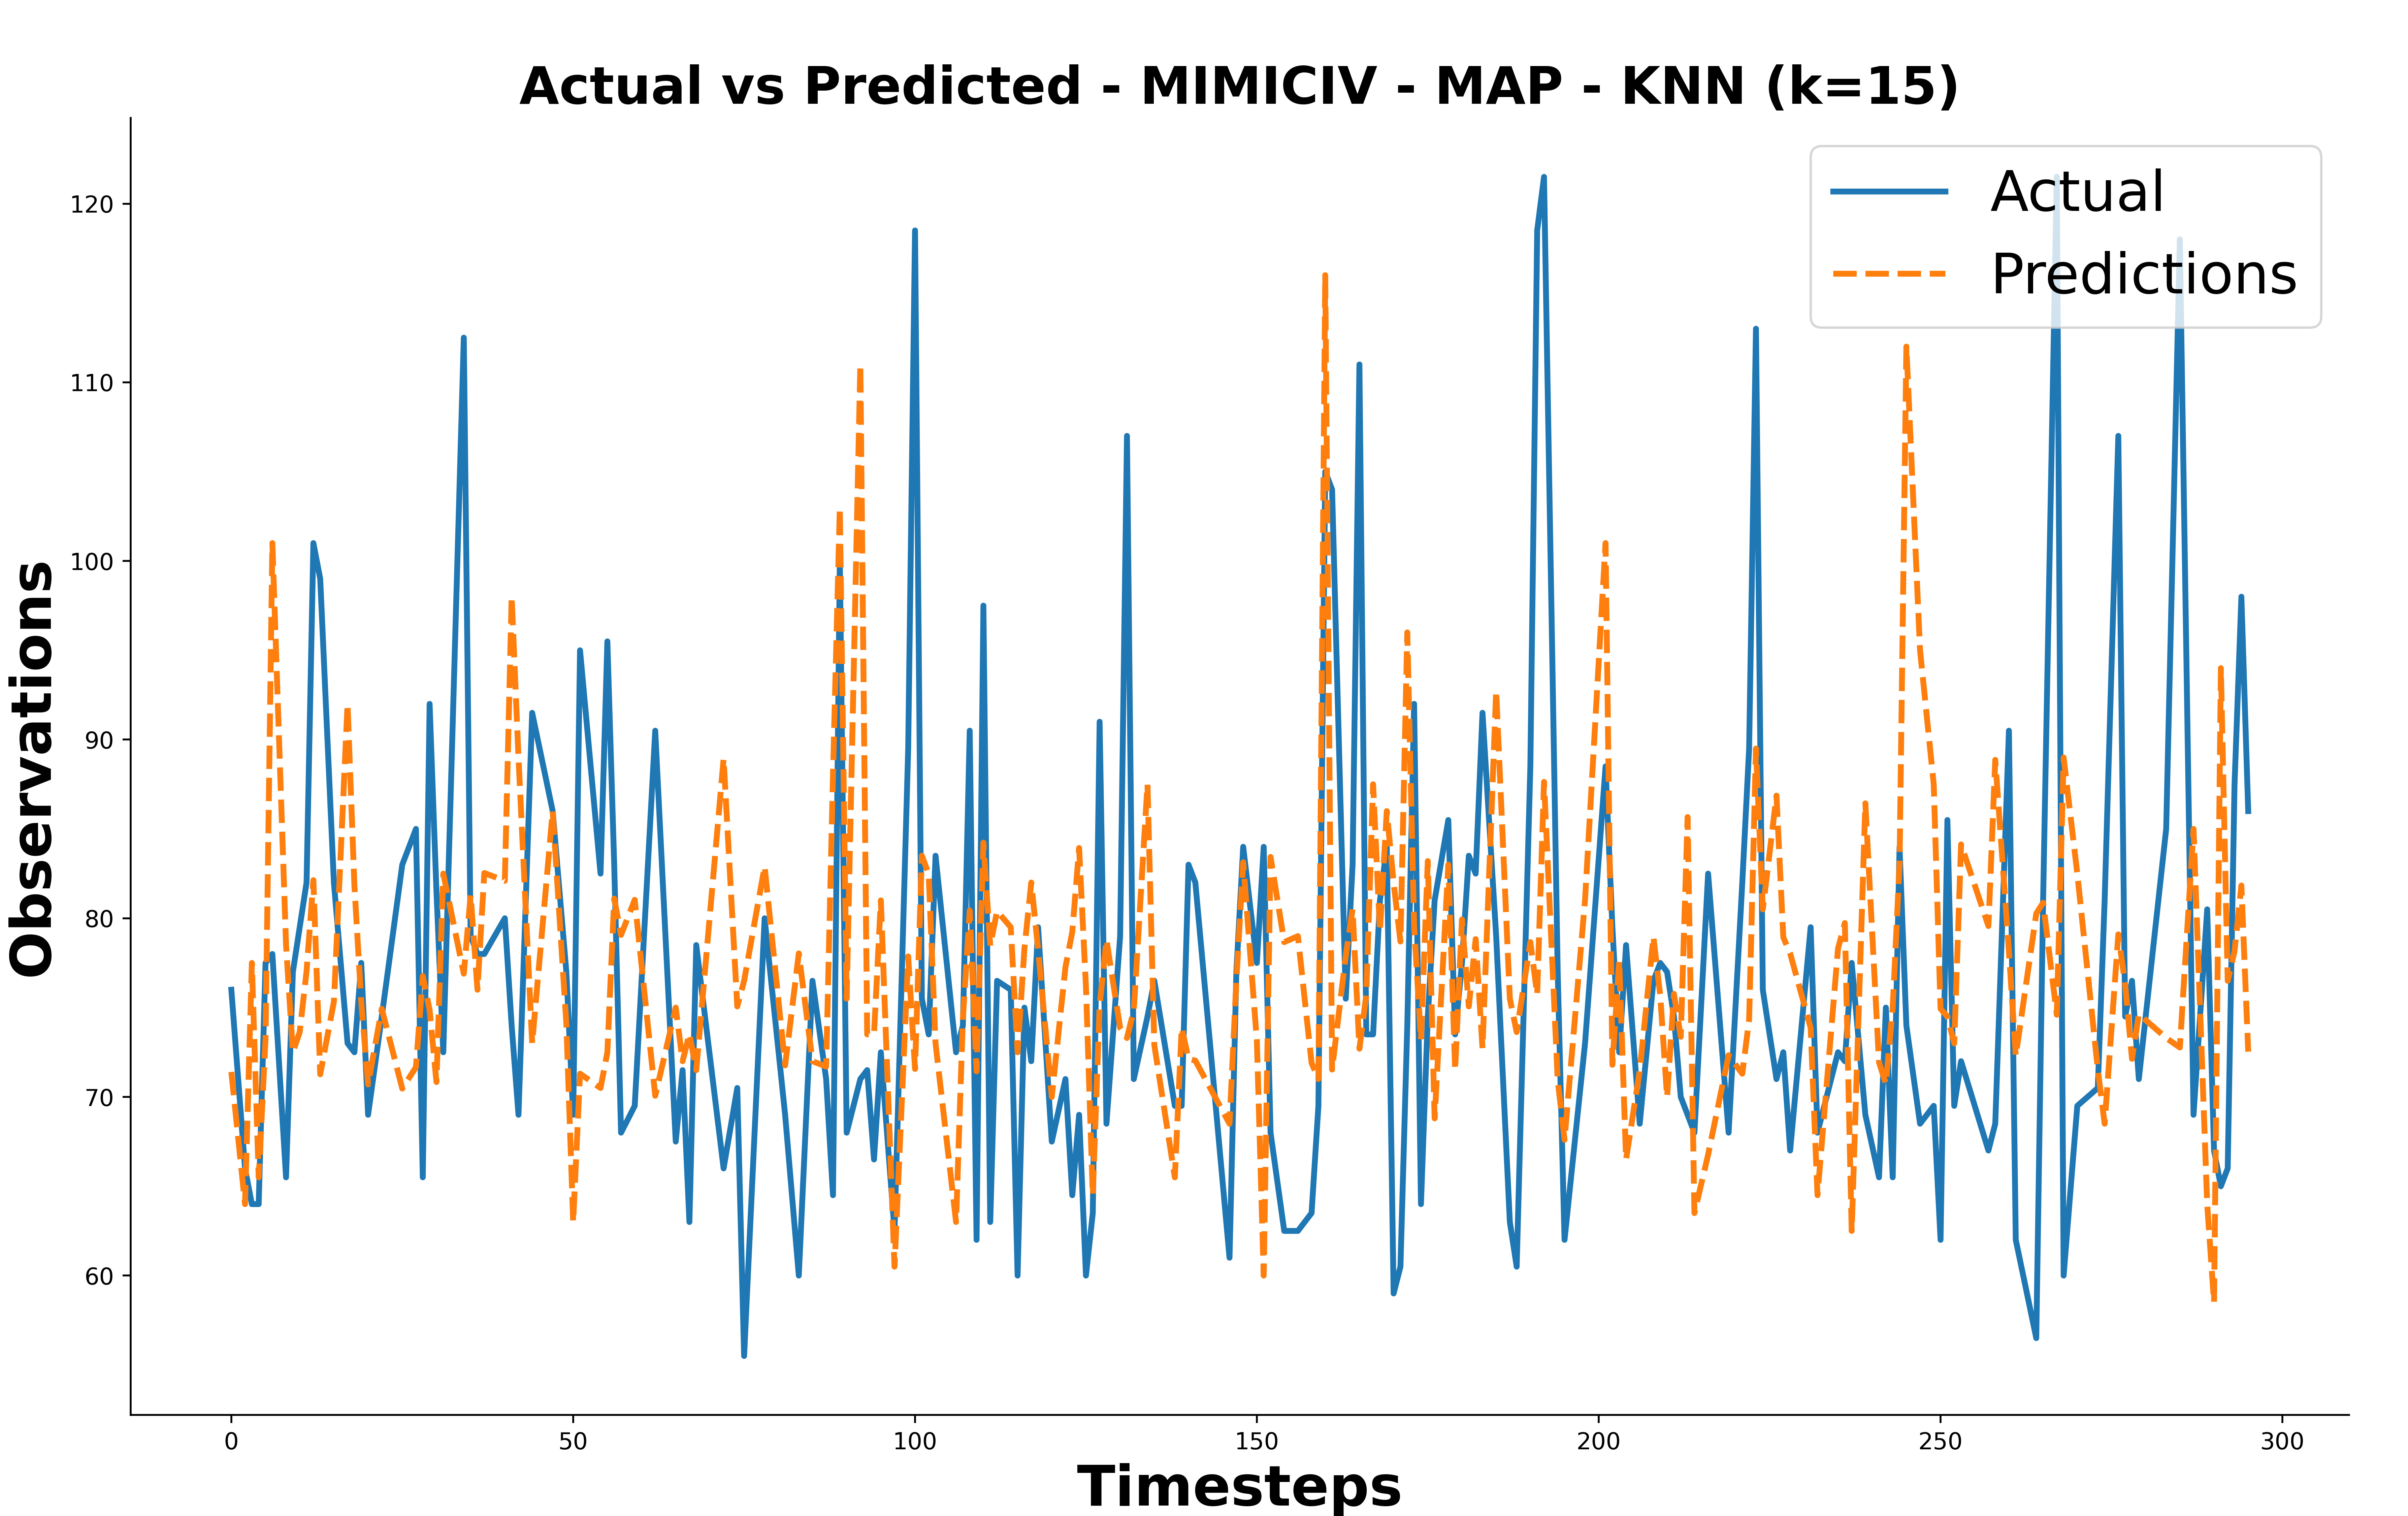 Actual vs Predicted - MIMICIV - MAP - KNN (k=15)
Actual
Predictions
Observations
120
110
100
90
80
70
60
0 50 100 150 200 250 300
Timesteps